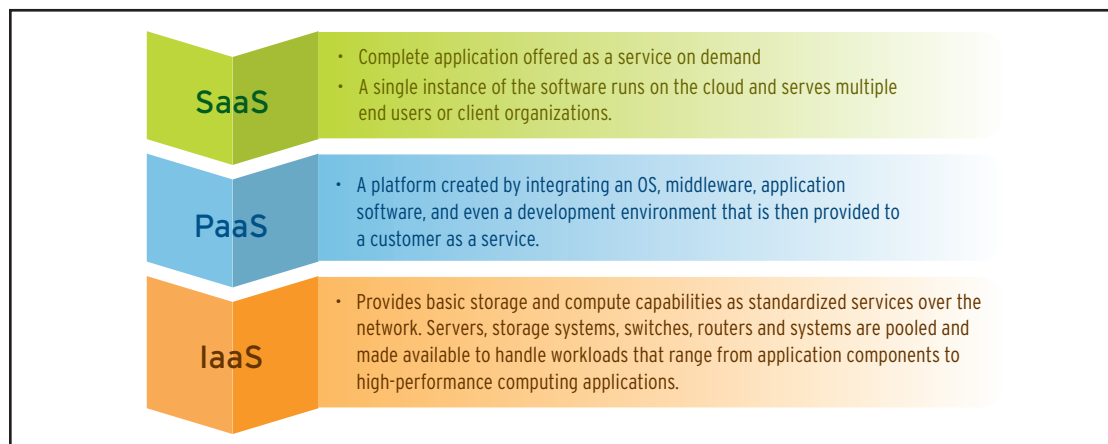 SaaS
• Complete application offered as a service on demand
• A single instance of the software runs on the cloud and serves multiple
end users or client organizations.
PaaS
• A platform created by integrating an OS, middleware, application
software, and even a development environment that is then provided to
a customer as a service.
IaaS
• Provides basic storage and compute capabilities as standardized services over the
network. Servers, storage systems, switches, routers and systems are pooled and
made available to handle workloads that range from application components to
high-performance computing applications.